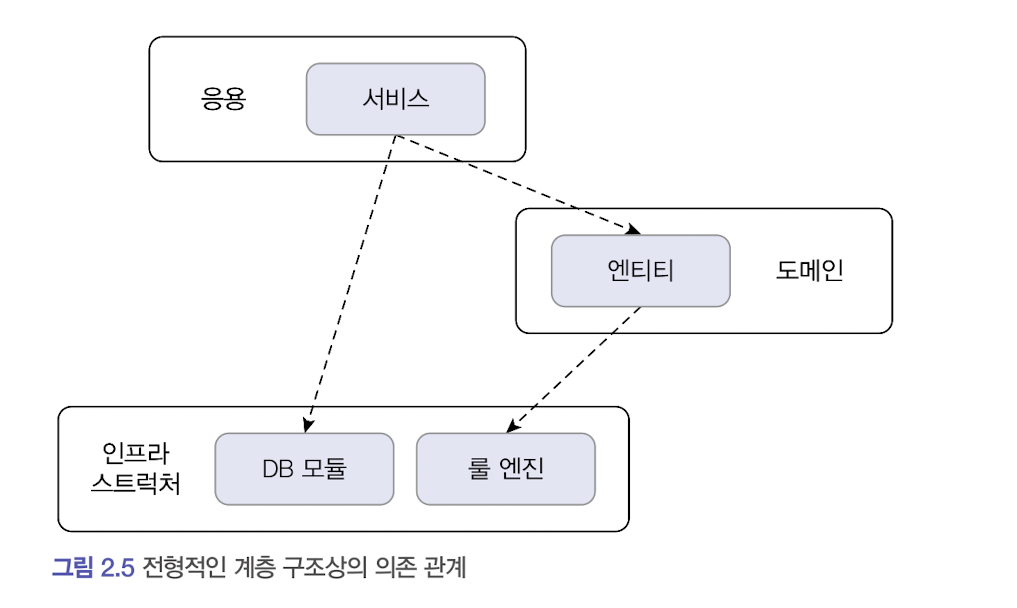 응용
서비스
엔티티
도메인
인프라
스트럭처
DB 모듈
룰 엔진
그림 2.5 전형적인 계층 구조상의 의존 관계